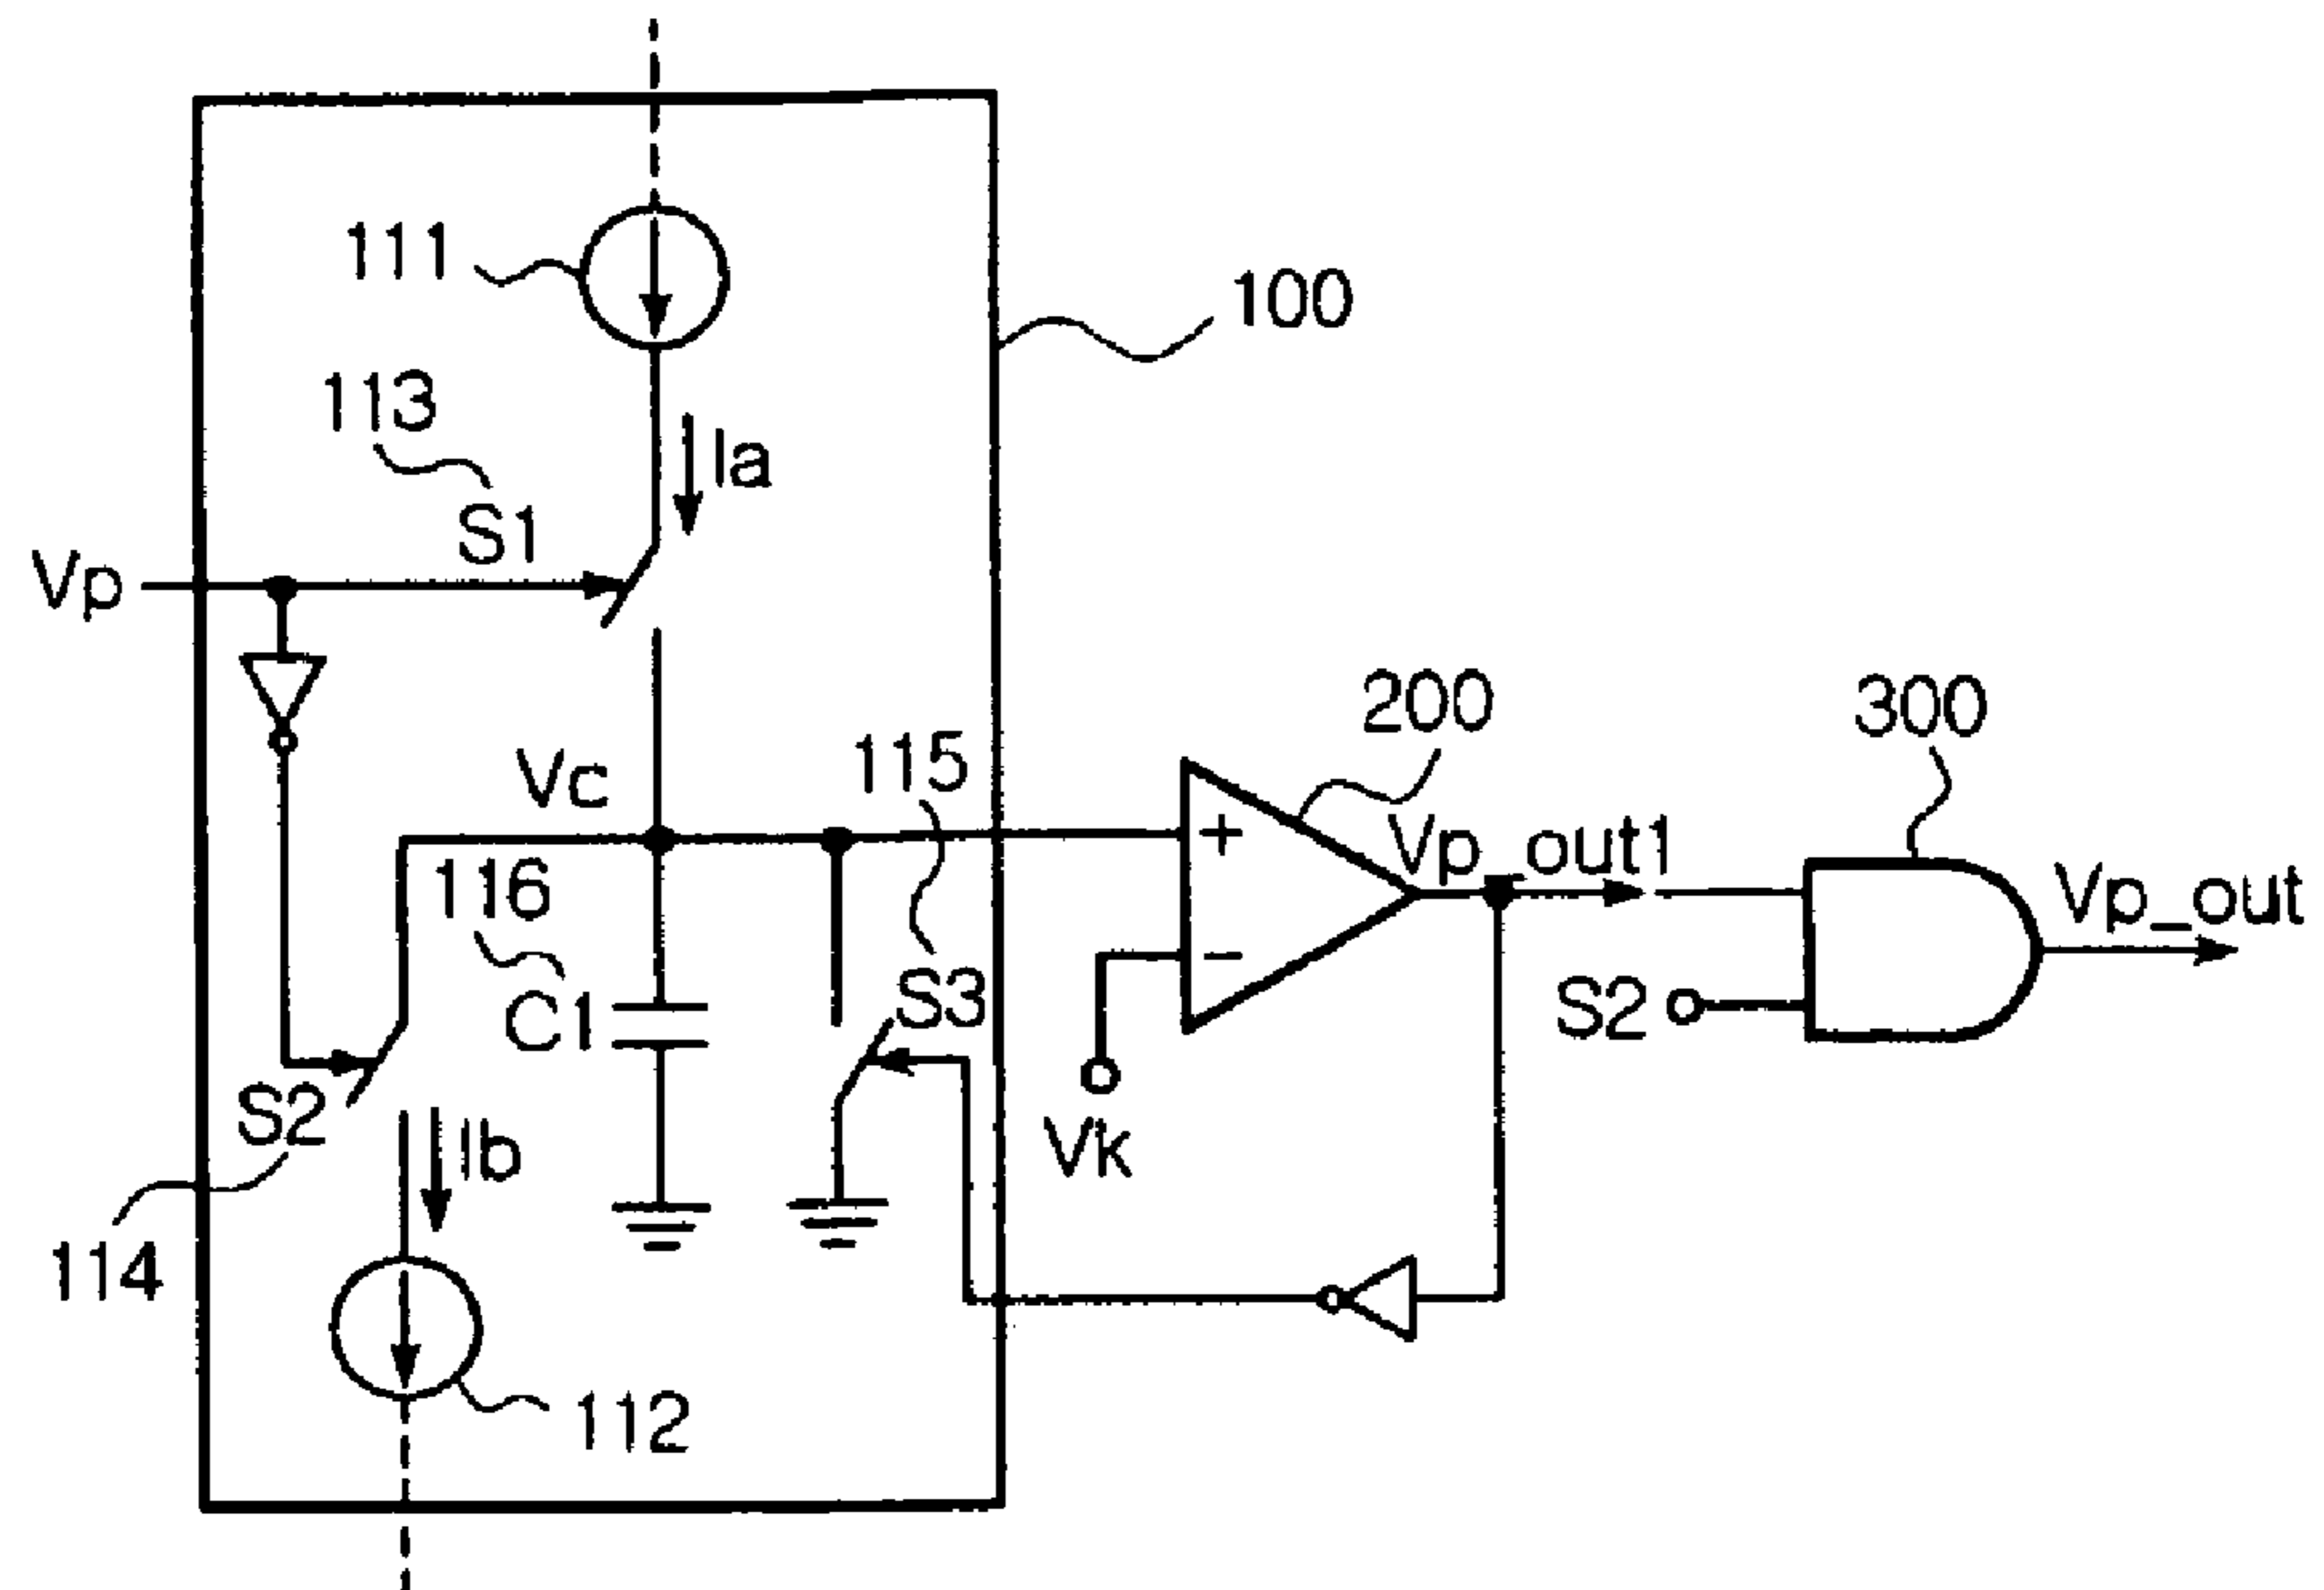 111
100
113
Ia
S1
Vp
200
300
115
Vc
Vp_out1
116
+
Vp_out
−
C1
S3
S2
S2
Ib
Vk
114
112